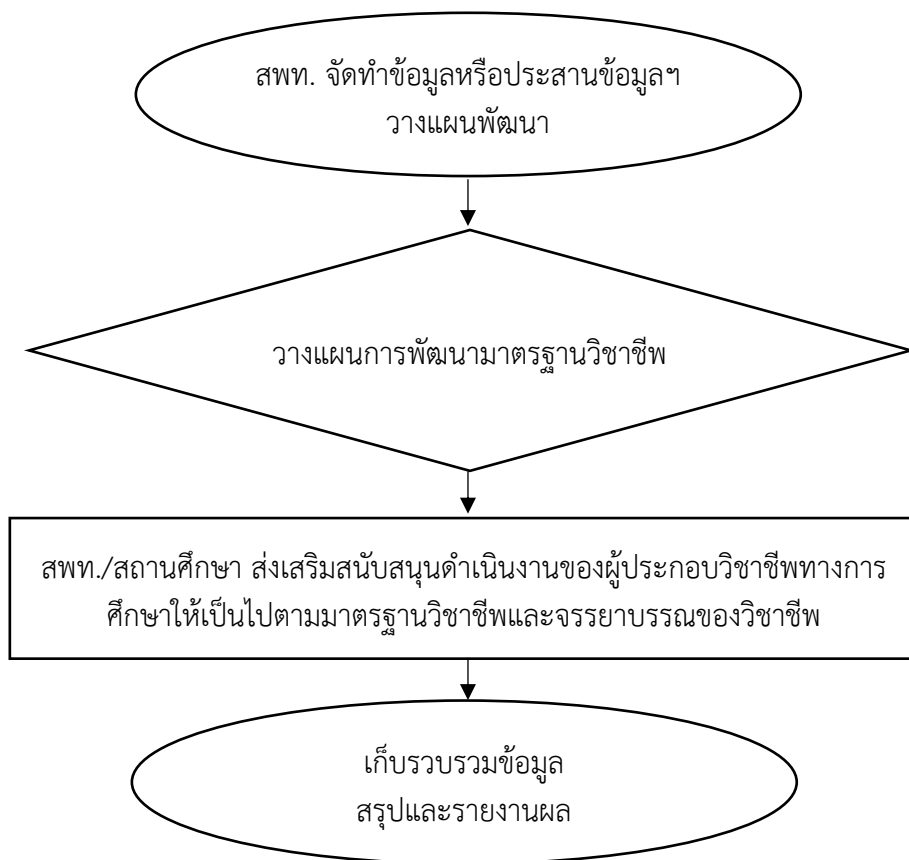 สพท. จัดทำข้อมูลหรือประสานข้อมูลฯ
วางแผนพัฒนา
วางแผนการพัฒนามาตรฐานวิชาชีพ
สพท./สถานศึกษา ส่งเสริมสนับสนุนดำเนินงานของผู้ประกอบวิชาชีพทางการ
ศึกษาให้เป็นไปตามมาตรฐานวิชาชีพและจรรยาบรรณของวิชาชีพ
เก็บรวบรวมข้อมูล
สรุปและรายงานผล